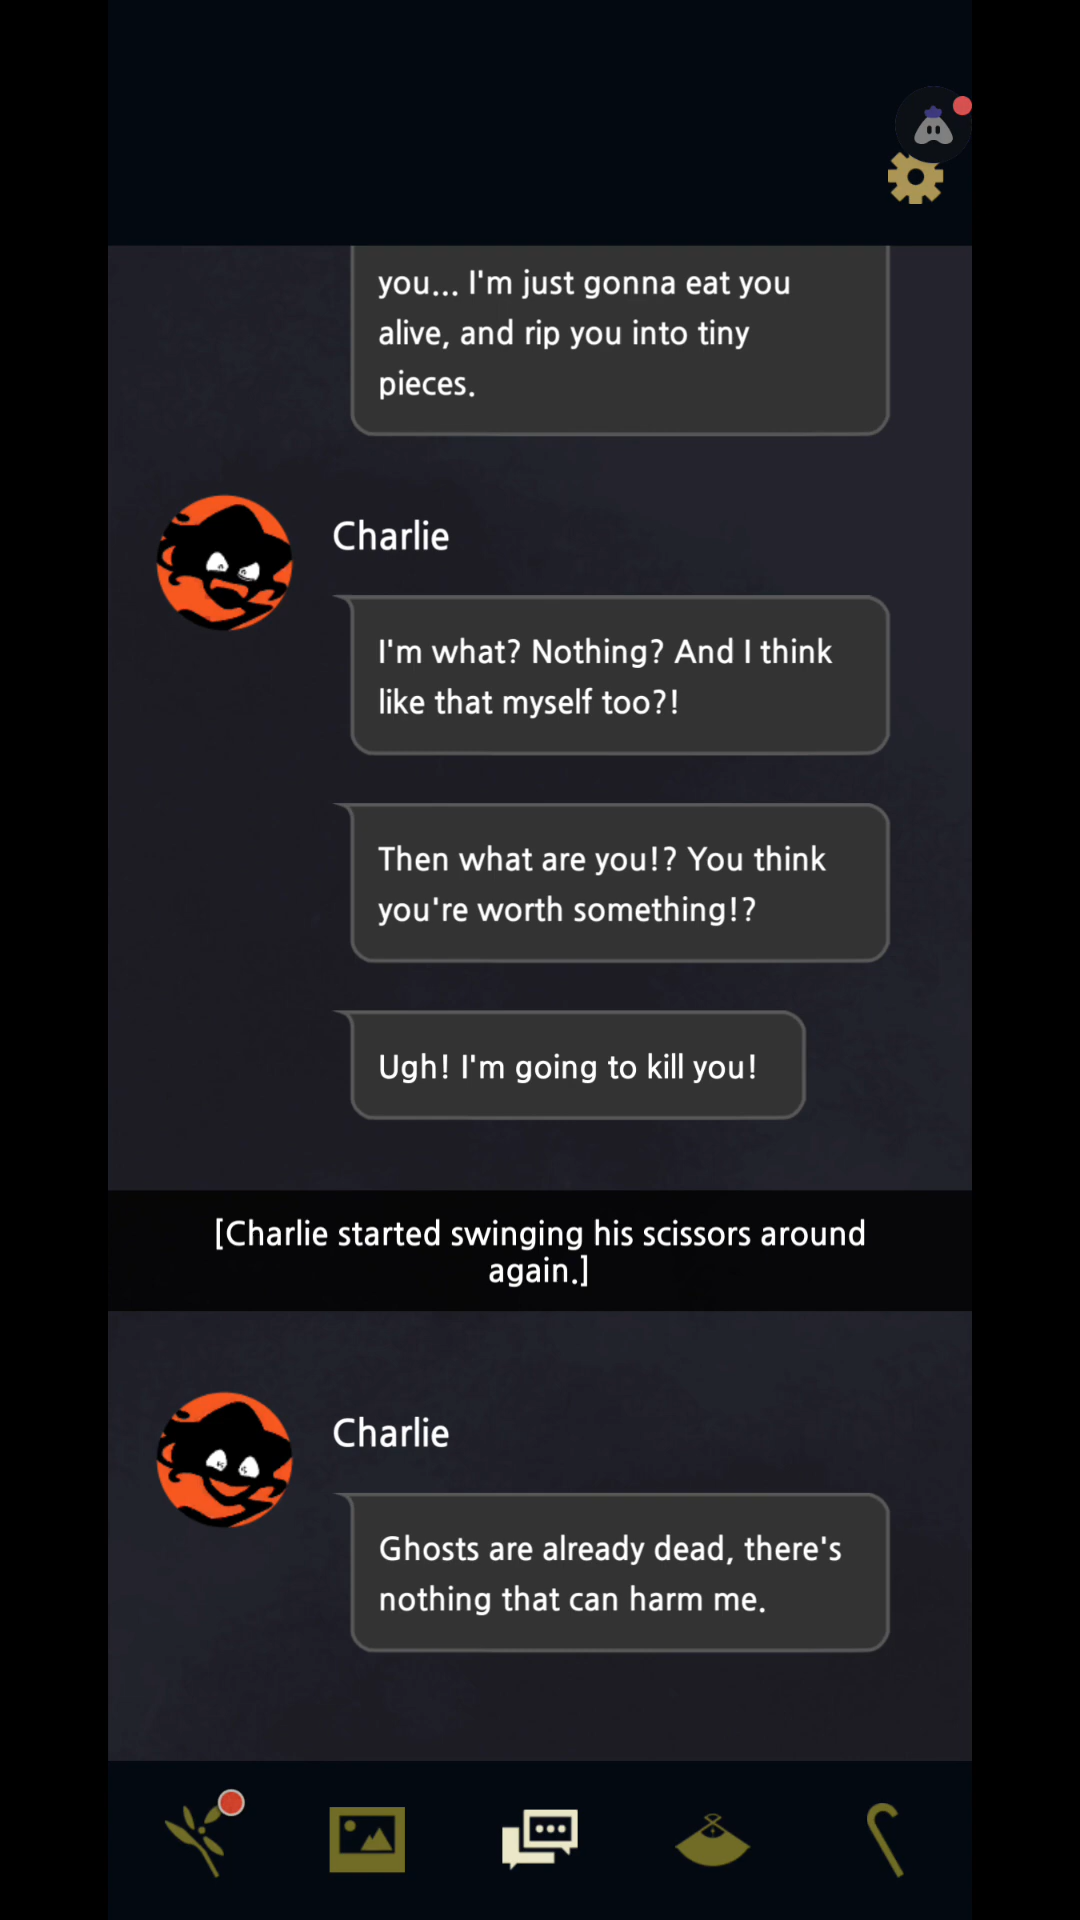 you... I'm just gonna eat you
alive, and rip you into tiny
pieces.
Charlie
I'm what? Nothing? And I think
like that myself too?!
Then what are you!? You think
you're worth something!?
Ugh! I'm going to kill you!
[Charlie started swinging his scissors around
again.]
Charlie
Ghosts are already dead, there's
nothing that can harm me.